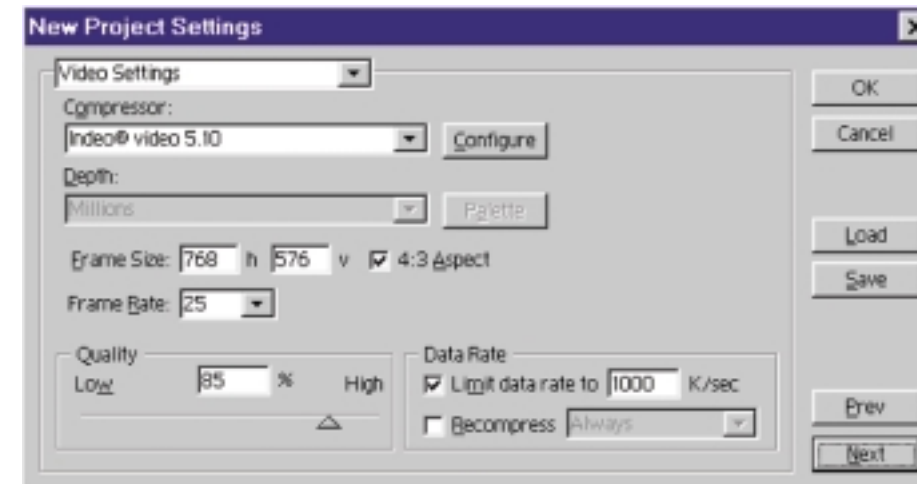 New Project Settings
Video Settings
Compressor:
Indeo® video 5.10
Configure
Depth:
Millions
Palette
Frame Size: 768 h 576 v 4:3 Aspect
Frame Rate: 25
Quality
Low 85 % High
Data Rate
Limit data rate to 1000 K/sec
Recompress Always
OK
Cancel
Load
Save
Prev
Next